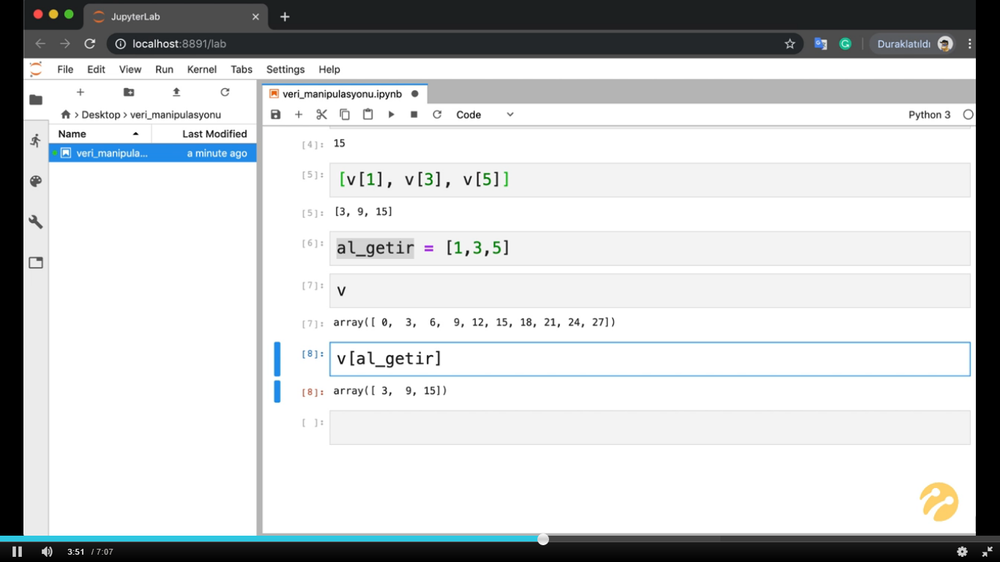 JupyterLab
localhost:8891/lab
Duraklatıldı
File Edit View Run Kernel Tabs Settings Help
veri_manipulasyonu.ipynb
Desktop > veri_manipulasyonu
Code
Python 3
Name Last Modified
veri_manipula... a minute ago
[4]: 15
[5]: [v[1], v[3], v[5]]
[5]: [3, 9, 15]
[6]: al_getir = [1,3,5]
[7]: v
[7]: array([ 0, 3, 6, 9, 12, 15, 18, 21, 24, 27])
[8]: v[al_getir]
[8]: array([ 3, 9, 15])
[ ]:
3:51 / 7:07